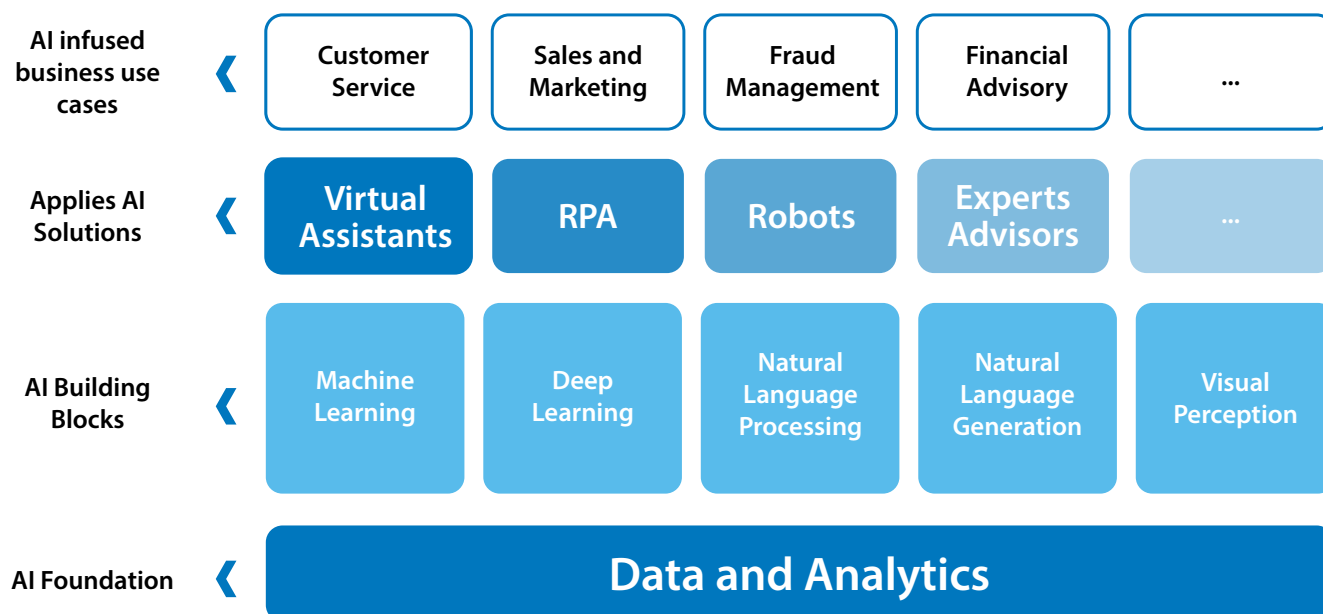 AI infused
business use
cases
Customer
Service
Sales and
Marketing
Fraud
Management
Financial
Advisory
...
Applies AI
Solutions
Virtual
Assistants
RPA
Robots
Experts
Advisors
...
AI Building
Blocks
Machine
Learning
Deep
Learning
Natural
Language
Processing
Natural
Language
Generation
Visual
Perception
AI Foundation
Data and Analytics